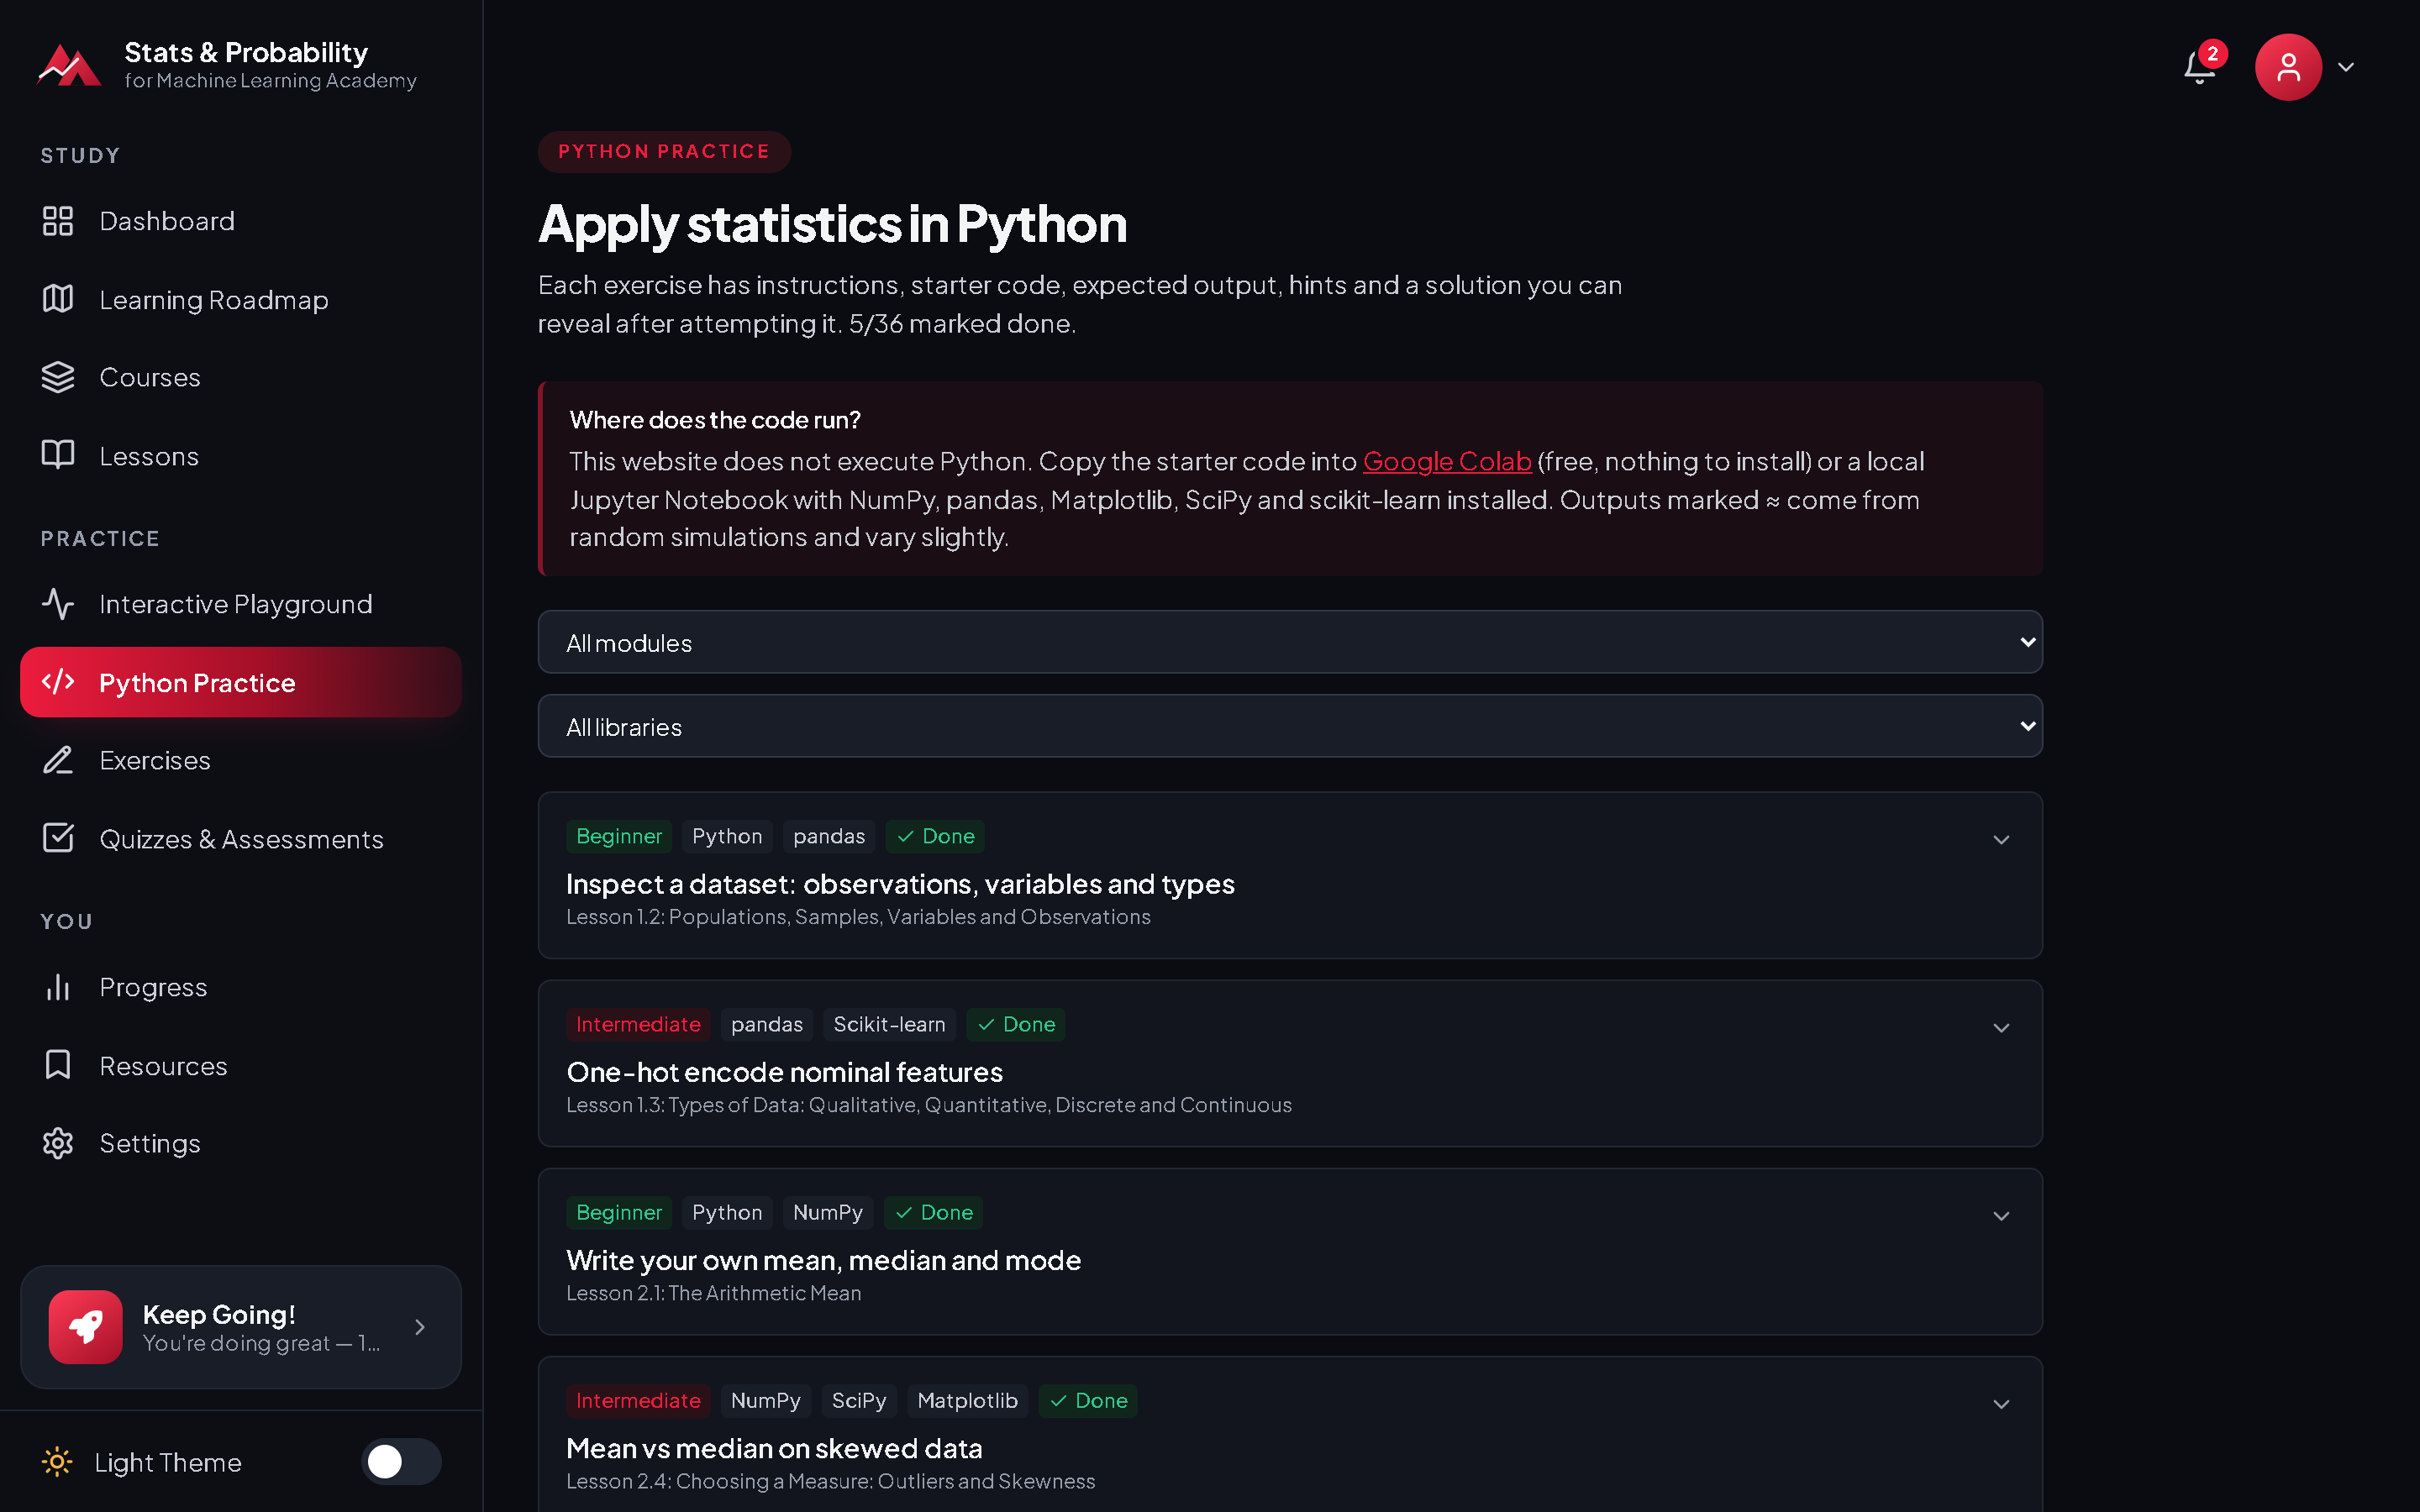 Stats & Probability
for Machine Learning Academy
STUDY
Dashboard
Learning Roadmap
Courses
Lessons
PRACTICE
Interactive Playground
Python Practice
Exercises
Quizzes & Assessments
YOU
Progress
Resources
Settings
Keep Going!
You're doing great — 1...
Light Theme
2
PYTHON PRACTICE
Apply statistics in Python
Each exercise has instructions, starter code, expected output, hints and a solution you can
reveal after attempting it. 5/36 marked done.
Where does the code run?
This website does not execute Python. Copy the starter code into Google Colab (free, nothing to install) or a local
Jupyter Notebook with NumPy, pandas, Matplotlib, SciPy and scikit-learn installed. Outputs marked ≈ come from
random simulations and vary slightly.
All modules
All libraries
Beginner Python pandas ✓ Done
Inspect a dataset: observations, variables and types
Lesson 1.2: Populations, Samples, Variables and Observations
Intermediate pandas Scikit-learn ✓ Done
One-hot encode nominal features
Lesson 1.3: Types of Data: Qualitative, Quantitative, Discrete and Continuous
Beginner Python NumPy ✓ Done
Write your own mean, median and mode
Lesson 2.1: The Arithmetic Mean
Intermediate NumPy SciPy Matplotlib ✓ Done
Mean vs median on skewed data
Lesson 2.4: Choosing a Measure: Outliers and Skewness